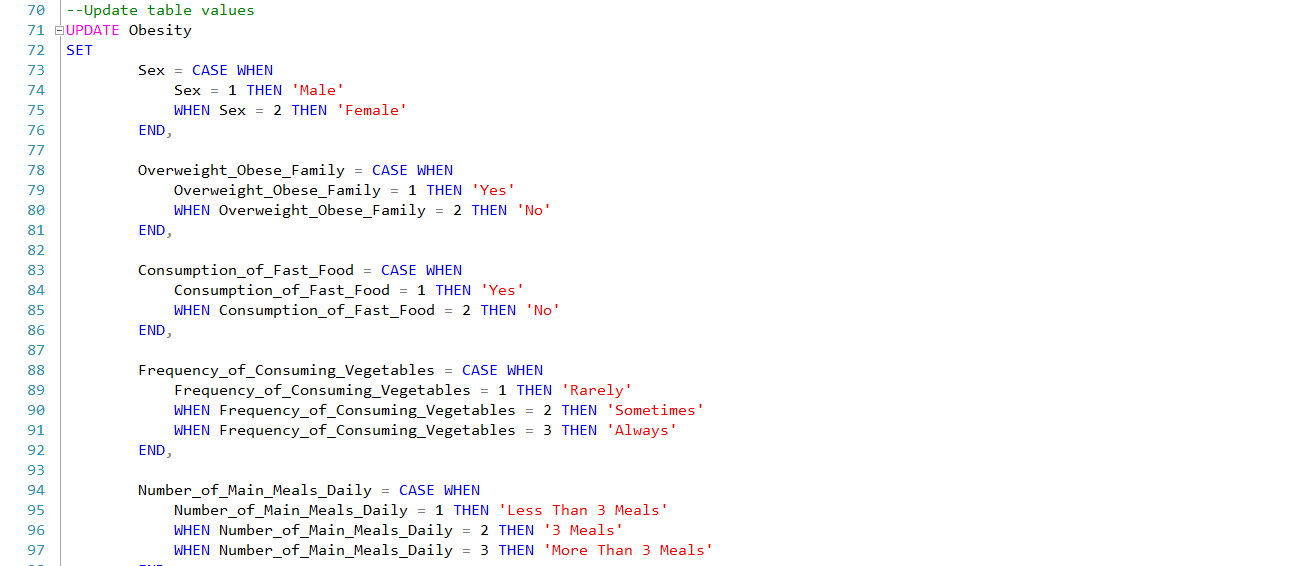 70 --Update table values
71 UPDATE Obesity
72 SET
73 Sex = CASE WHEN
74 Sex = 1 THEN 'Male'
75 WHEN Sex = 2 THEN 'Female'
76 END,
77
78 Overweight_Obese_Family = CASE WHEN
79 Overweight_Obese_Family = 1 THEN 'Yes'
80 WHEN Overweight_Obese_Family = 2 THEN 'No'
81 END,
82
83 Consumption_of_Fast_Food = CASE WHEN
84 Consumption_of_Fast_Food = 1 THEN 'Yes'
85 WHEN Consumption_of_Fast_Food = 2 THEN 'No'
86 END,
87
88 Frequency_of_Consuming_Vegetables = CASE WHEN
89 Frequency_of_Consuming_Vegetables = 1 THEN 'Rarely'
90 WHEN Frequency_of_Consuming_Vegetables = 2 THEN 'Sometimes'
91 WHEN Frequency_of_Consuming_Vegetables = 3 THEN 'Always'
92 END,
93
94 Number_of_Main_Meals_Daily = CASE WHEN
95 Number_of_Main_Meals_Daily = 1 THEN 'Less Than 3 Meals'
96 WHEN Number_of_Main_Meals_Daily = 2 THEN '3 Meals'
97 WHEN Number_of_Main_Meals_Daily = 3 THEN 'More Than 3 Meals'